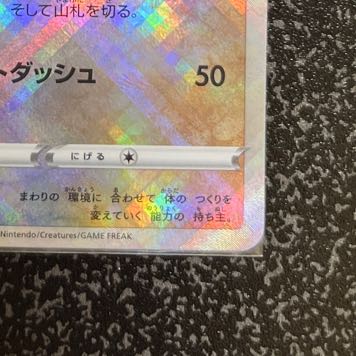 そして山札を切る。
トダッシュ 50
にげる
まわりの 環境に 合わせて 体の つくりを
変えていく 能力の 持ち主。
Nintendo/Creatures/GAME FREAK